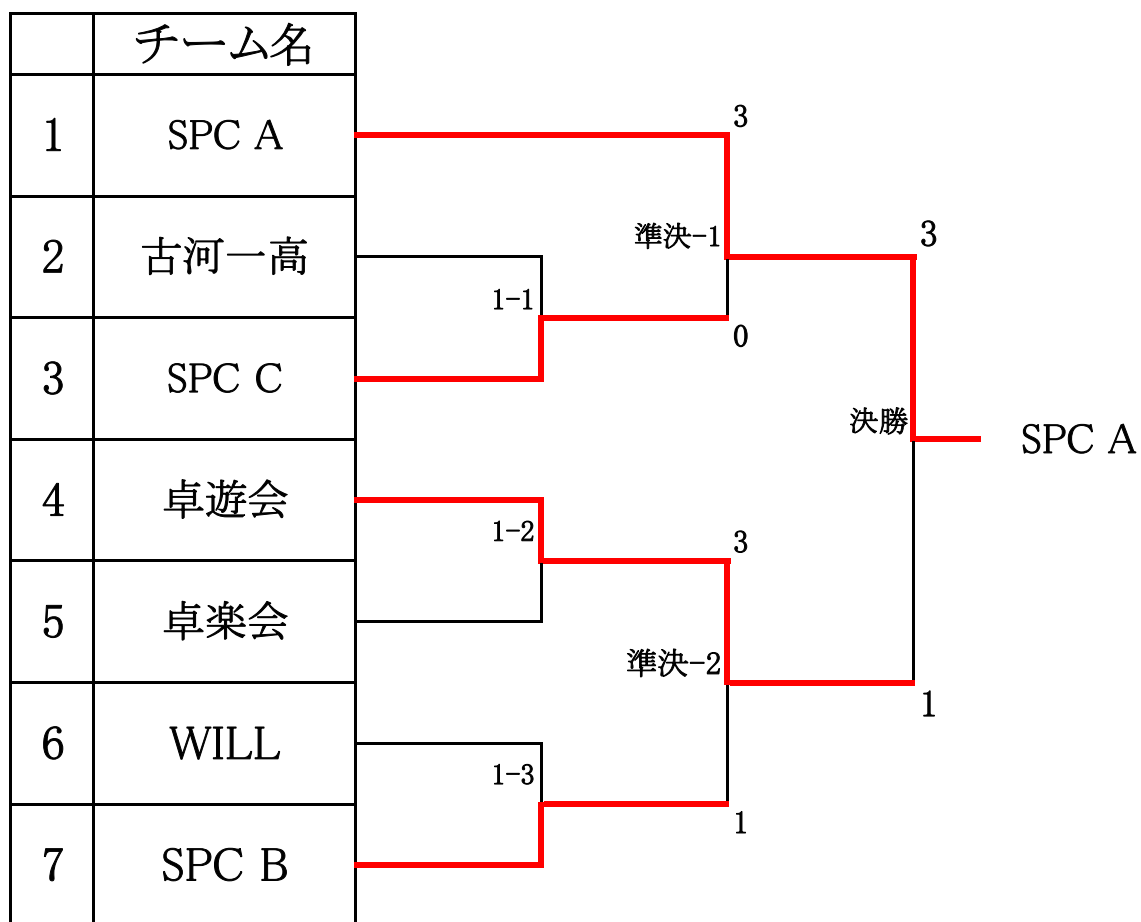 チーム名
1 SPC A
2 古河一高
3 SPC C
4 卓遊会
5 卓楽会
6 WILL
7 SPC B
1-1
1-2
1-3
3
準決-1
0
3
準決-2
1
3
決勝
1
SPC A